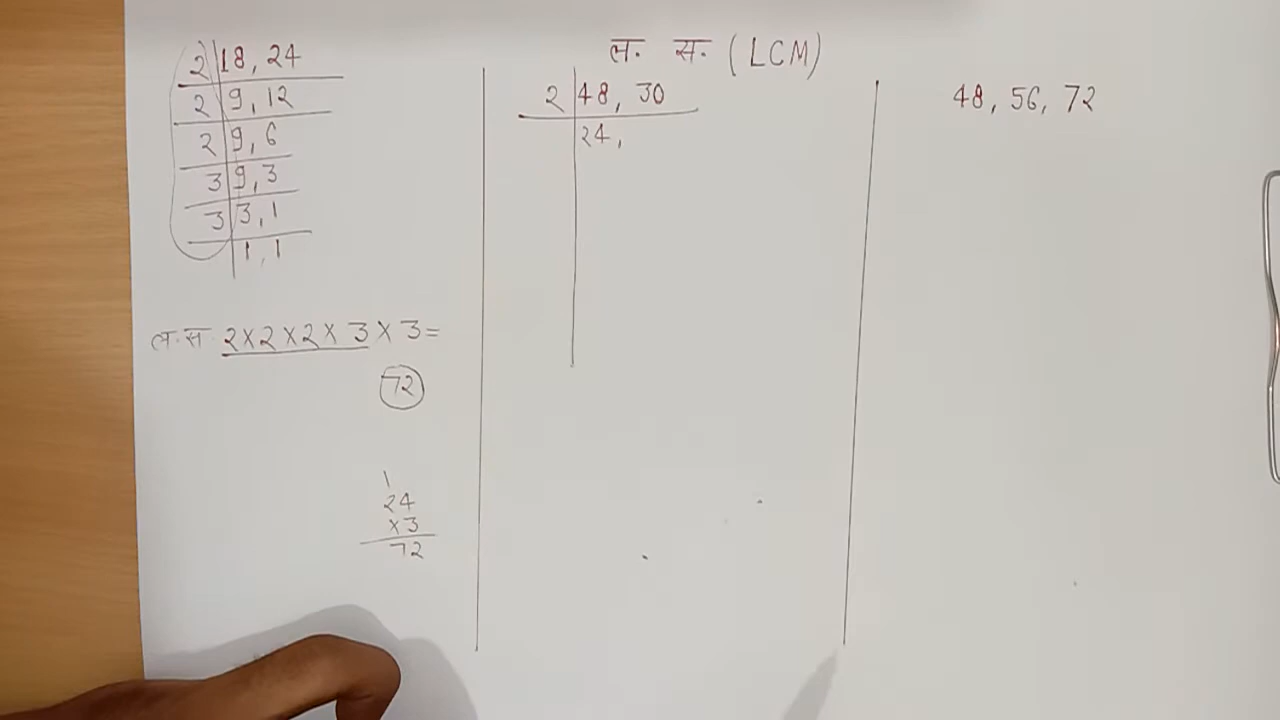 ल. स. (LCM)
2 18, 24
2 9, 12
2 9, 6
3 9, 3
3 3, 1
1, 1
ल.स. 2×2×2×3×3=
72
1
24
×3
72
2 48, 30
24,
48, 56, 72